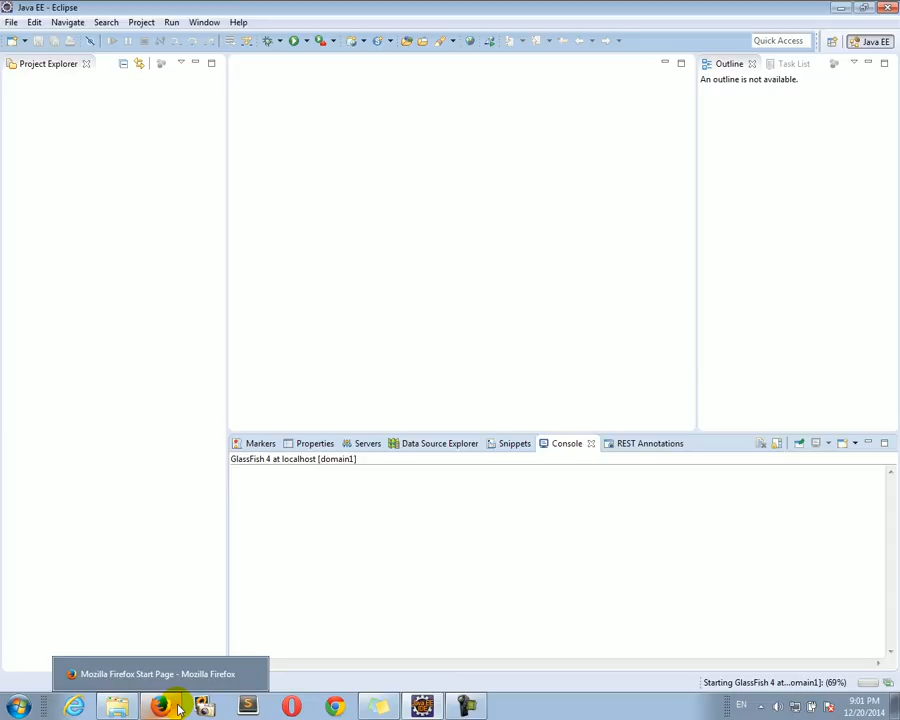 Java EE - Eclipse
File Edit Navigate Search Project Run Window Help
Quick Access
Java EE
Project Explorer
Outline
Task List
An outline is not available.
Markers Properties Servers Data Source Explorer Snippets Console REST Annotations
GlassFish 4 at localhost [domain1]
Mozilla Firefox Start Page - Mozilla Firefox
Starting GlassFish 4 at...omain1]: (69%)
S
JAVA EE
EN
9:01 PM
12/20/2014